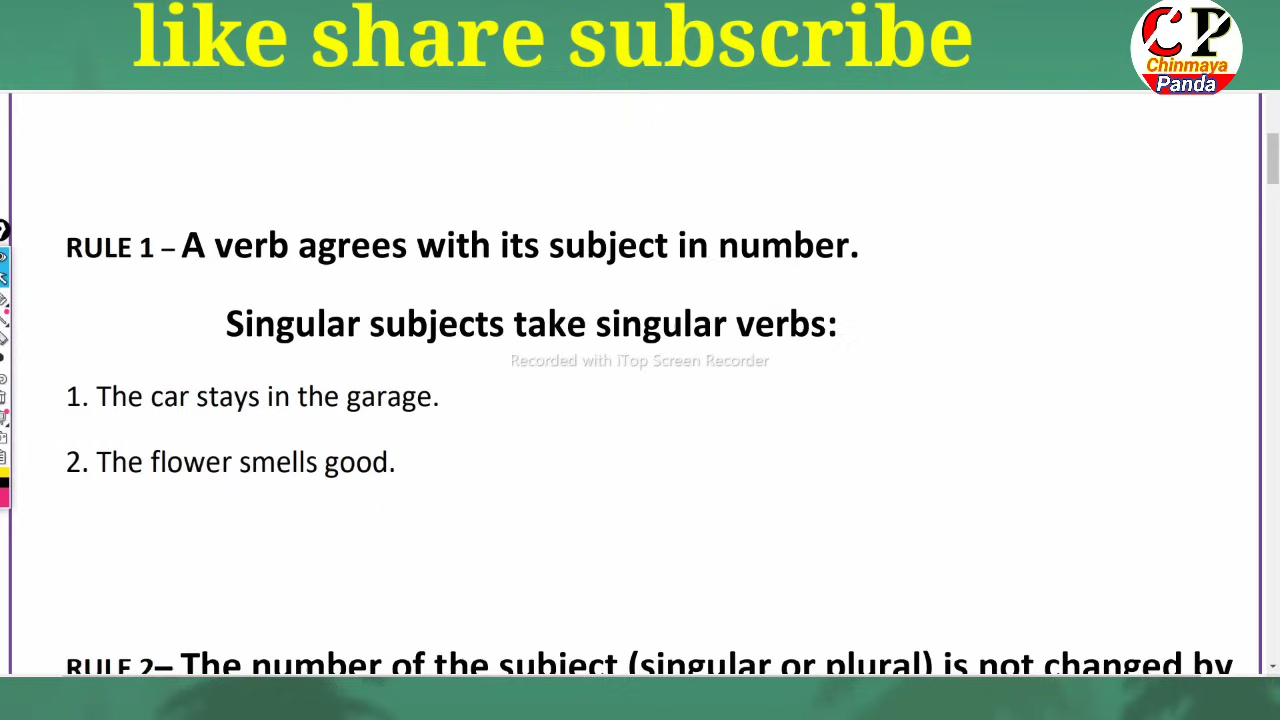 like share subscribe
CP
Chinmaya
Panda
RULE 1 – A verb agrees with its subject in number.
Singular subjects take singular verbs:
Recorded with iTop Screen Recorder
1. The car stays in the garage.
2. The flower smells good.
RULE 2– The number of the subject (singular or plural) is not changed by